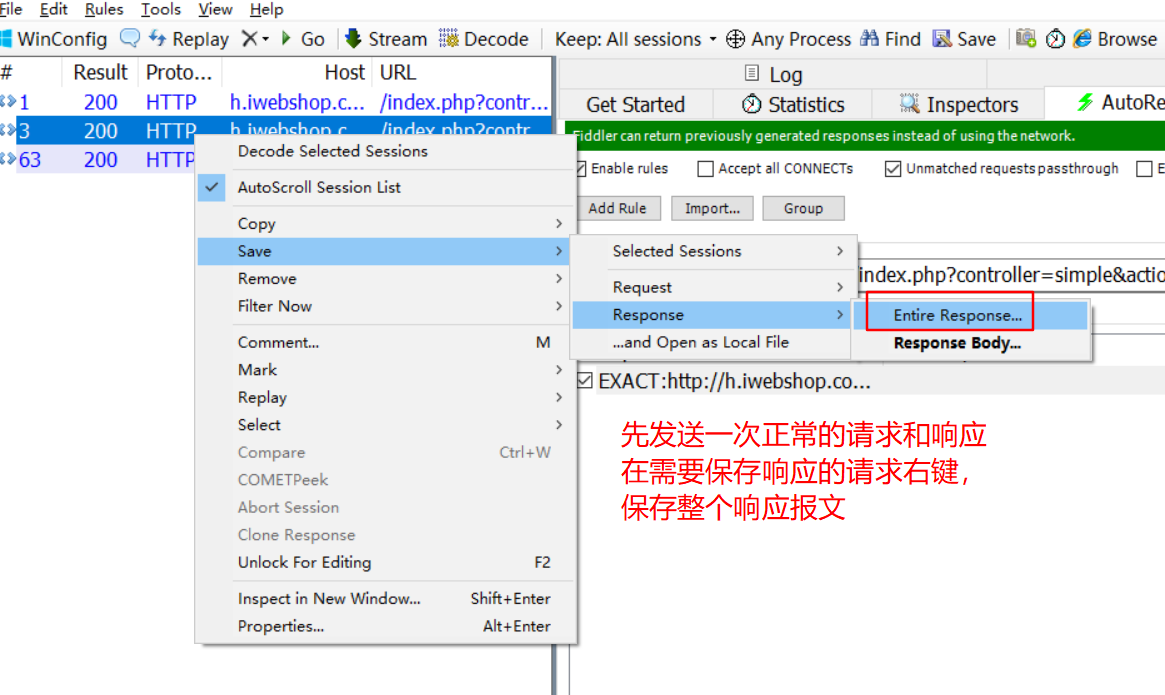 File Edit Rules Tools View Help
WinConfig Replay Go Stream Decode Keep: All sessions Any Process Find Save Browse
# Result Proto... Host URL
1 200 HTTP h.iwebshop.c... /index.php?contr...
3 200 HTTP h.iwebshop.c... /index.php?contr...
63 200 HTTP
Log
Get Started Statistics Inspectors AutoRe
Fiddler can return previously generated responses instead of using the network.
Enable rules Accept all CONNECTs Unmatched requests passthrough E
Add Rule Import... Group
index.php?controller=simple&actio
Decode Selected Sessions
AutoScroll Session List
Copy
Save
Remove
Filter Now
Comment... M
Mark
Replay
Select
Compare Ctrl+W
COMETPeek
Abort Session
Clone Response
Unlock For Editing F2
Inspect in New Window... Shift+Enter
Properties... Alt+Enter
Selected Sessions
Request
Response
...and Open as Local File
Entire Response...
Response Body...
EXACT:http://h.iwebshop.co...
先发送一次正常的请求和响应
在需要保存响应的请求右键，
保存整个响应报文